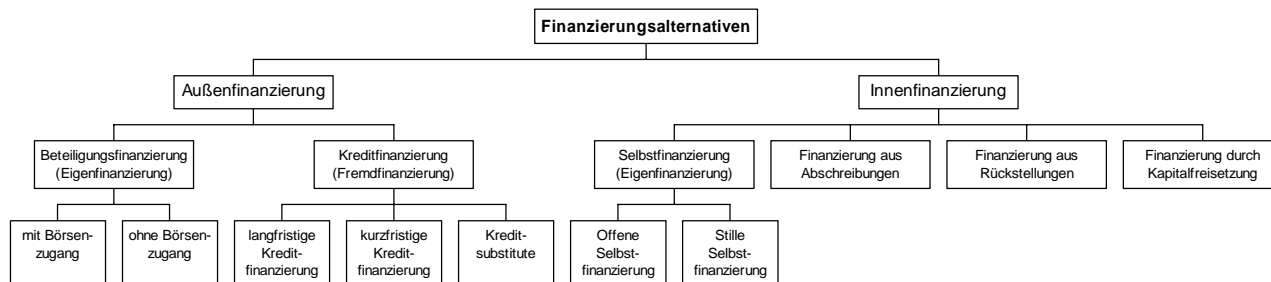 Finanzierungsalternativen
Außenfinanzierung
Innenfinanzierung
Beteiligungsfinanzierung
(Eigenfinanzierung)
Kreditfinanzierung
(Fremdfinanzierung)
Selbstfinanzierung
(Eigenfinanzierung)
Finanzierung aus
Abschreibungen
Finanzierung aus
Rückstellungen
Finanzierung durch
Kapitalfreisetzung
mit Börsen-
zugang
ohne Börsen-
zugang
langfristige
Kredit-
finanzierung
kurzfristige
Kredit-
finanzierung
Kredit-
substitute
Offene
Selbst-
finanzierung
Stille
Selbst-
finanzierung